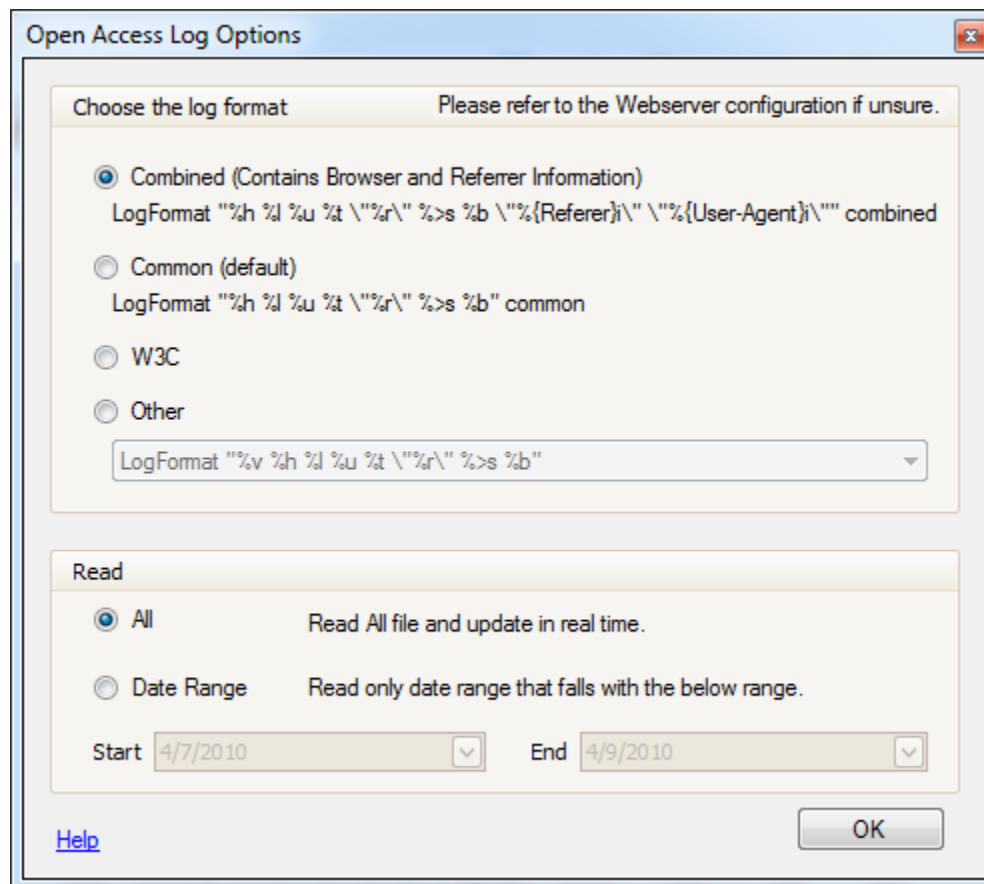 Open Access Log Options
Choose the log format Please refer to the Webserver configuration if unsure.
Combined (Contains Browser and Referrer Information)
LogFormat "%h %l %u %t \"%r\" %>s %b \"%{Referer}i\" \"%{User-Agent}i\"" combined
Common (default)
LogFormat "%h %l %u %t \"%r\" %>s %b" common
W3C
Other
LogFormat "%v %h %l %u %t \"%r\" %>s %b"
Read
All Read All file and update in real time.
Date Range Read only date range that falls with the below range.
Start 4/7/2010 End 4/9/2010
Help OK